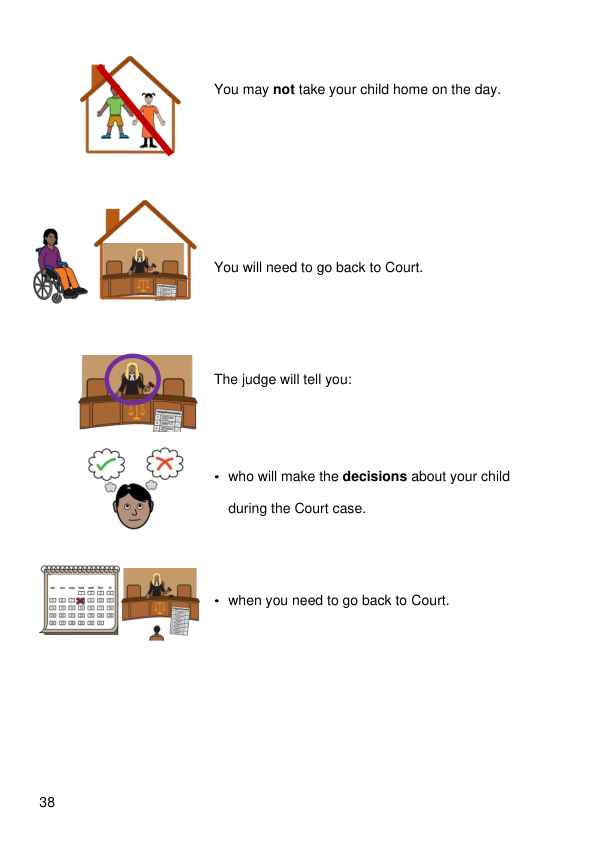 You may not take your child home on the day.
You will need to go back to Court.
The judge will tell you:
• who will make the decisions about your child
during the Court case.
• when you need to go back to Court.
38